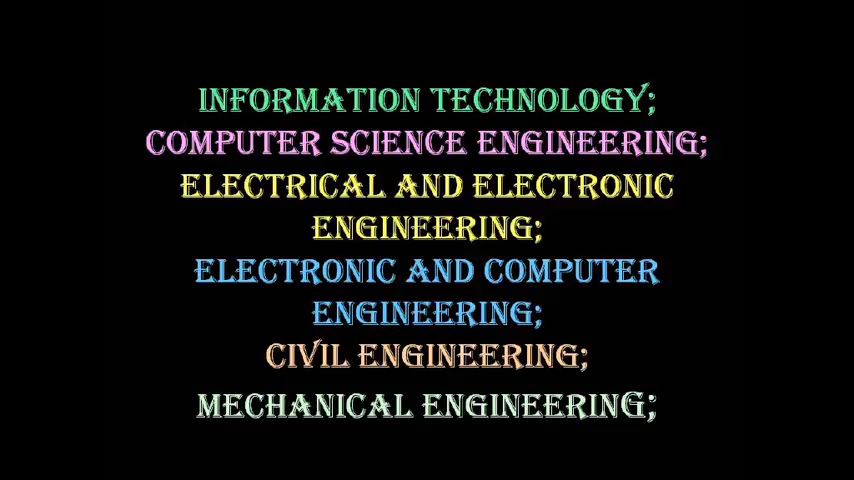 INFORMATION TECHNOLOGY;
COMPUTER SCIENCE ENGINEERING;
ELECTRICAL AND ELECTRONIC
ENGINEERING;
ELECTRONIC AND COMPUTER
ENGINEERING;
CIVIL ENGINEERING;
MECHANICAL ENGINEERING;